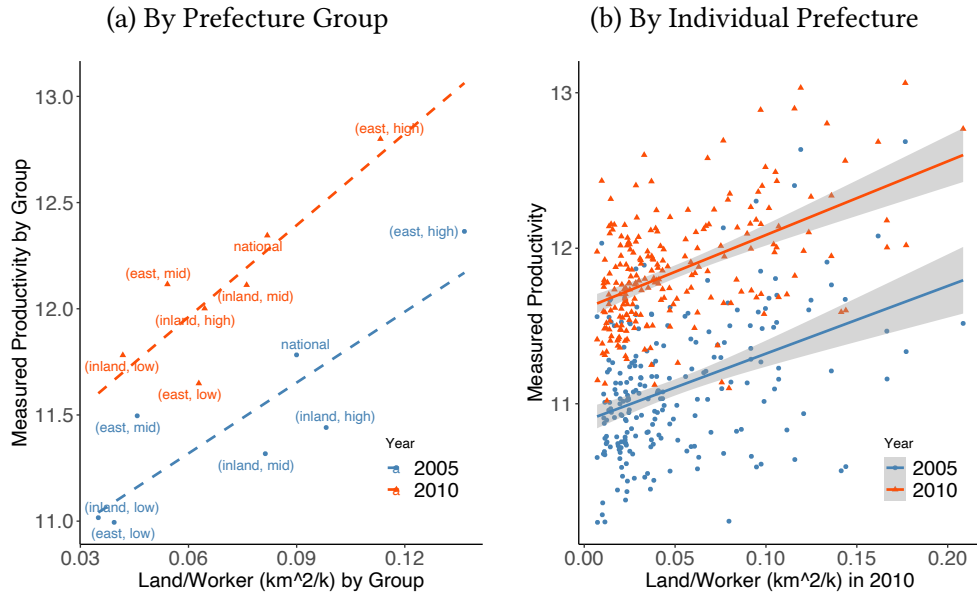 (a) By Prefecture Group
(b) By Individual Prefecture
Measured Productivity by Group
13.0
12.5
12.0
11.5
11.0
(east, high)
(east, high)
national
(east, mid)
(inland, mid)
(inland, high)
national
(inland, low)
(east, low)
(east, mid)
(inland, high)
(inland, mid)
(inland, low)
(east, low)
Year
a 2005
a 2010
0.03
0.06
0.09
0.12
Land/Worker (km^2/k) by Group
Measured Productivity
13
12
11
Year
2005
2010
0.00
0.05
0.10
0.15
0.20
Land/Worker (km^2/k) in 2010